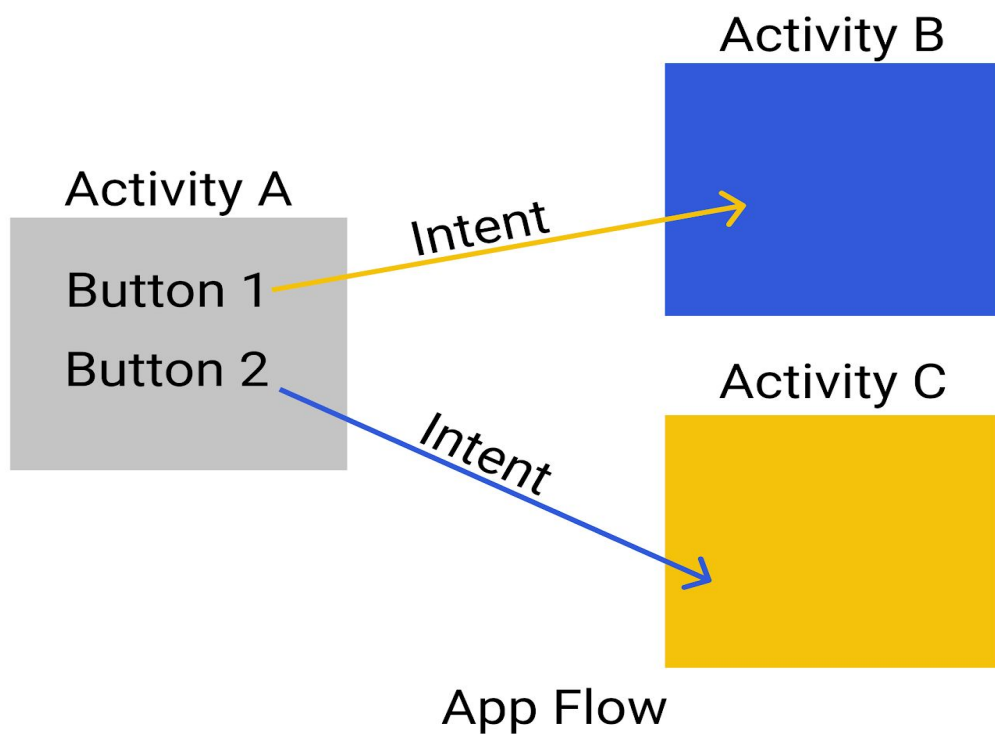 Activity A
Button 1
Button 2
Intent
Intent
Activity B
Activity C
App Flow